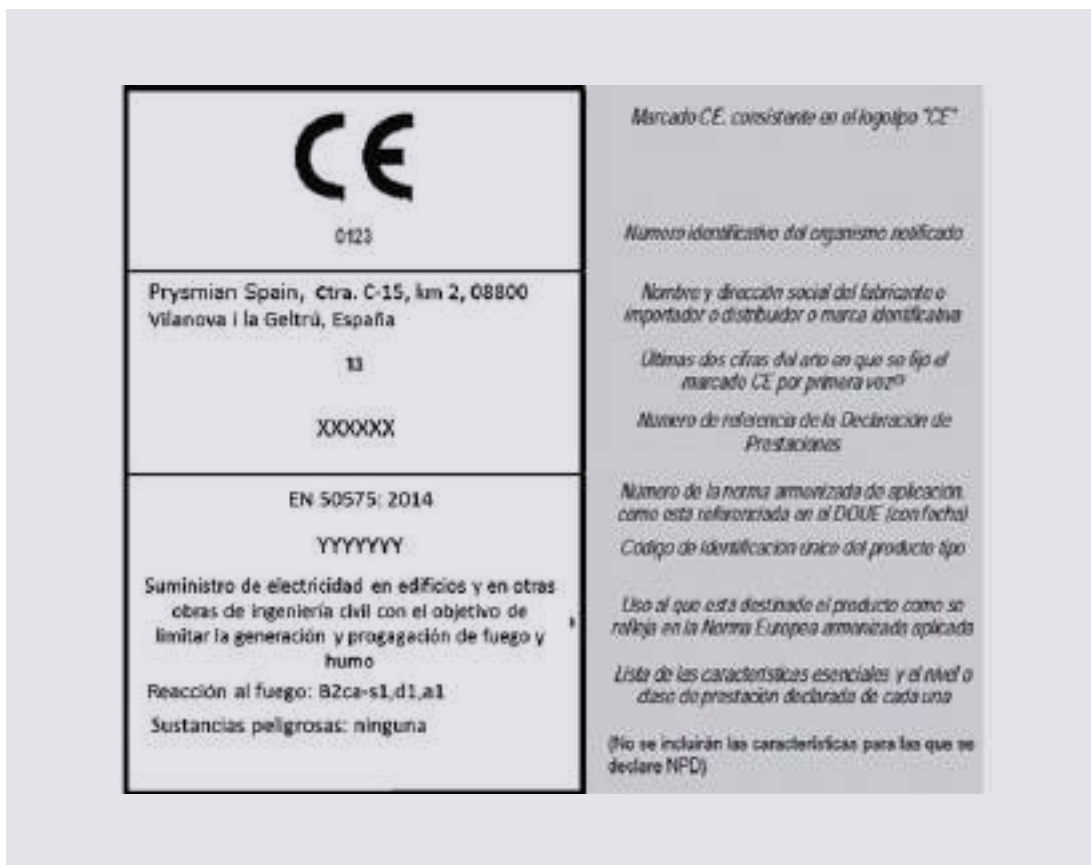 CE
0123
Prysmian Spain, Ctra. C-15, km 2, 08800
Vilanova i la Geltrú, España
13
XXXXXX
EN 50575: 2014
YYYYYYY
Suministro de electricidad en edificios y en otras
obras de ingeniería civil con el objetivo de
limitar la generación y progagación de fuego y
humo
Reacción al fuego: B2ca-s1,d1,a1
Sustancias peligrosas: ninguna
Marcado CE, consistente en el logotipo "CE"
Número identificativo del organismo notificado
Nombre y dirección social del fabricante o
importador o distribuidor o marca identificativa
Últimas dos cifras del año en que se fijo el
marcado CE por primera vez
Número de referencia de la Declaración de
Prestaciones
Número de la norma armonizada de aplicación,
como está referenciada en el DOUE (con fecha)
Código de identificación único del producto tipo
Uso al que está destinado el producto como se
refleja en la Norma Europea armonizada aplicada
Lista de las características esenciales y el nivel o
clase de prestación declarada de cada una
(No se incluirán las características para las que se
declare NPD)